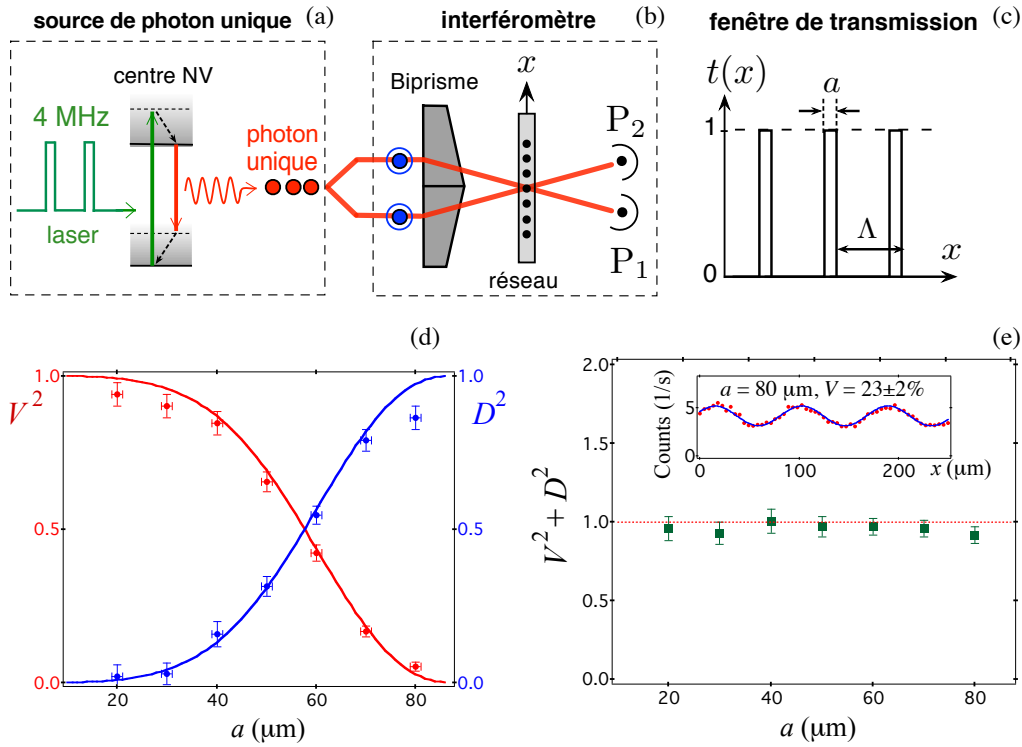 source de photon unique (a)
centre NV
4 MHz
laser
photon
unique
interféromètre (b)
Biprisme
x
P2
P1
réseau
fenêtre de transmission (c)
t(x)
a
1
Λ
0
x
(d)
1.0
1.0
V²
D²
0.5
0.5
0.0
0.0
20 40 60 80
a (μm)
(e)
2.0
1.5
1.0
0.5
0.0
V² + D²
a = 80 μm, V = 23±2%
Counts (1/s)
5
0
0 100 200
x (μm)
20 40 60 80
a (μm)